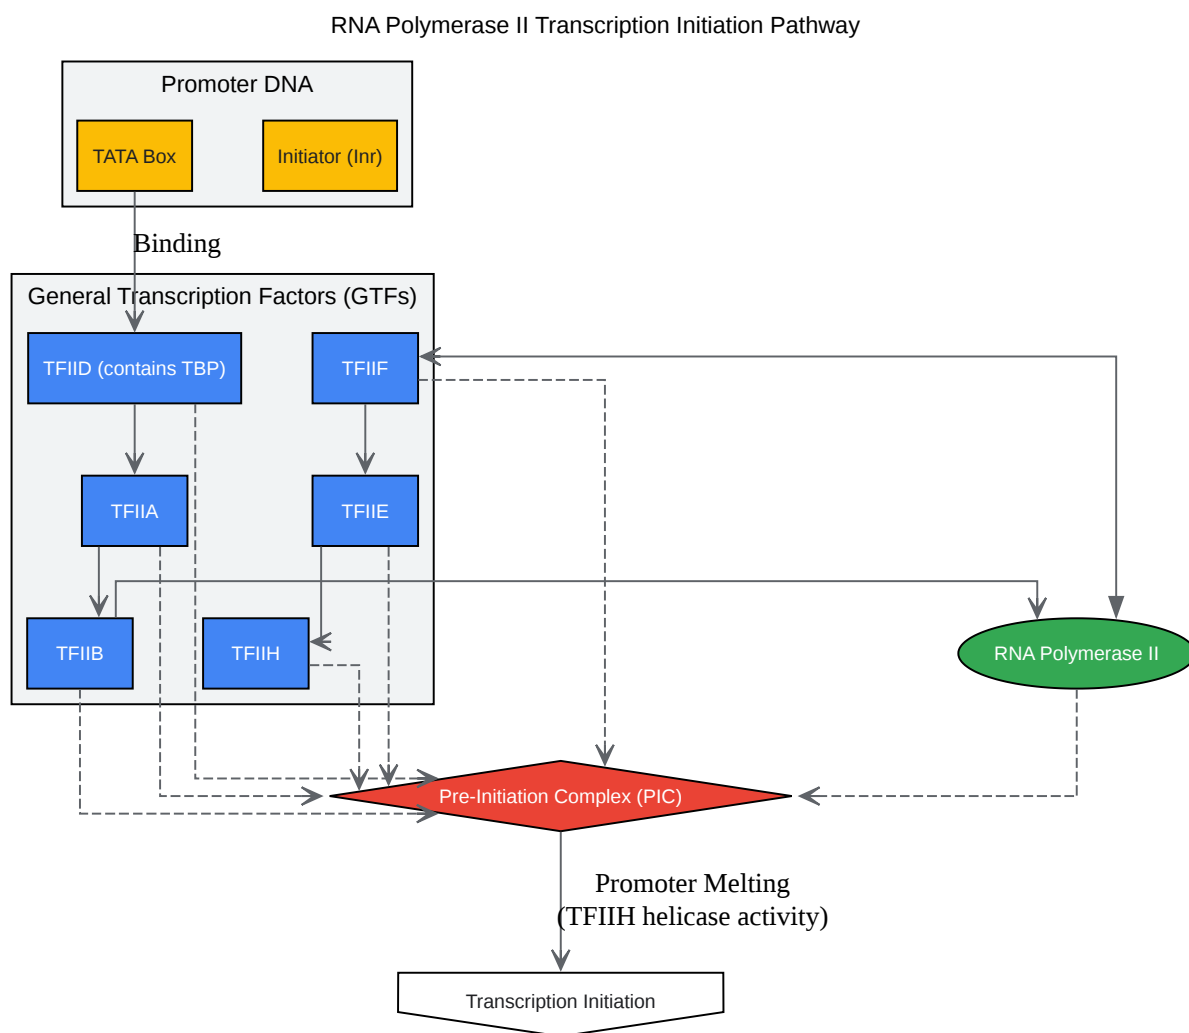 RNA Polymerase II Transcription Initiation Pathway
Promoter DNA
TATA Box
Initiator (Inr)
Binding
General Transcription Factors (GTFs)
TFIID (contains TBP)
TFIIF
TFIIA
TFIIE
TFIIB
TFIIH
RNA Polymerase II
Pre-Initiation Complex (PIC)
Promoter Melting
(TFIIH helicase activity)
Transcription Initiation